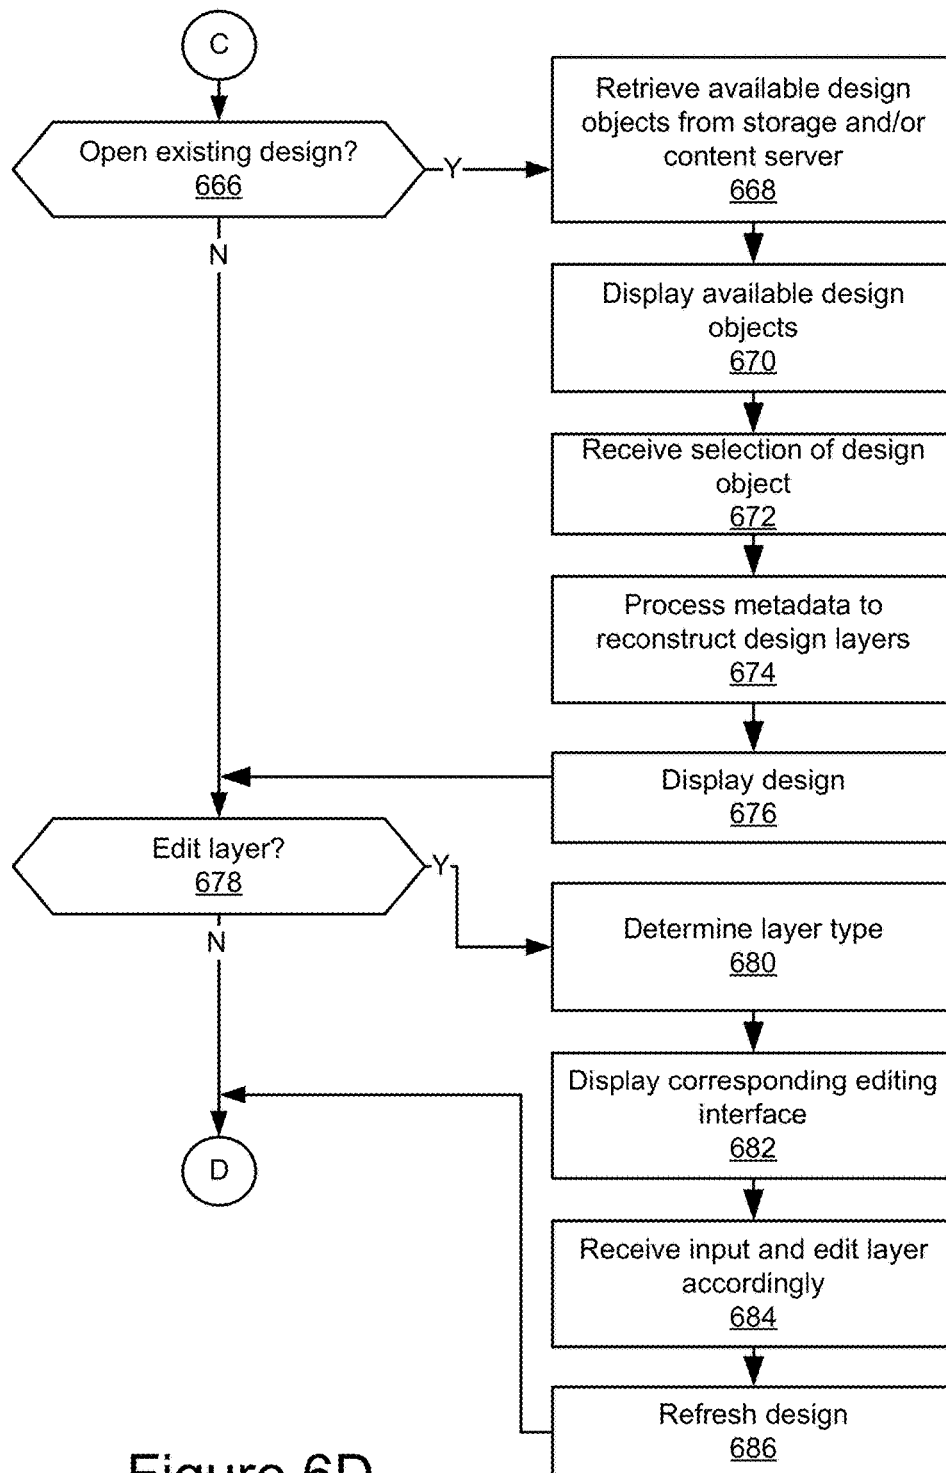 C
Open existing design?
666
Y
N
Retrieve available design
objects from storage and/or
content server
668
Display available design
objects
670
Receive selection of design
object
672
Process metadata to
reconstruct design layers
674
Display design
676
Edit layer?
678
Y
N
Determine layer type
680
Display corresponding editing
interface
682
D
Receive input and edit layer
accordingly
684
Refresh design
686
Figure 6D